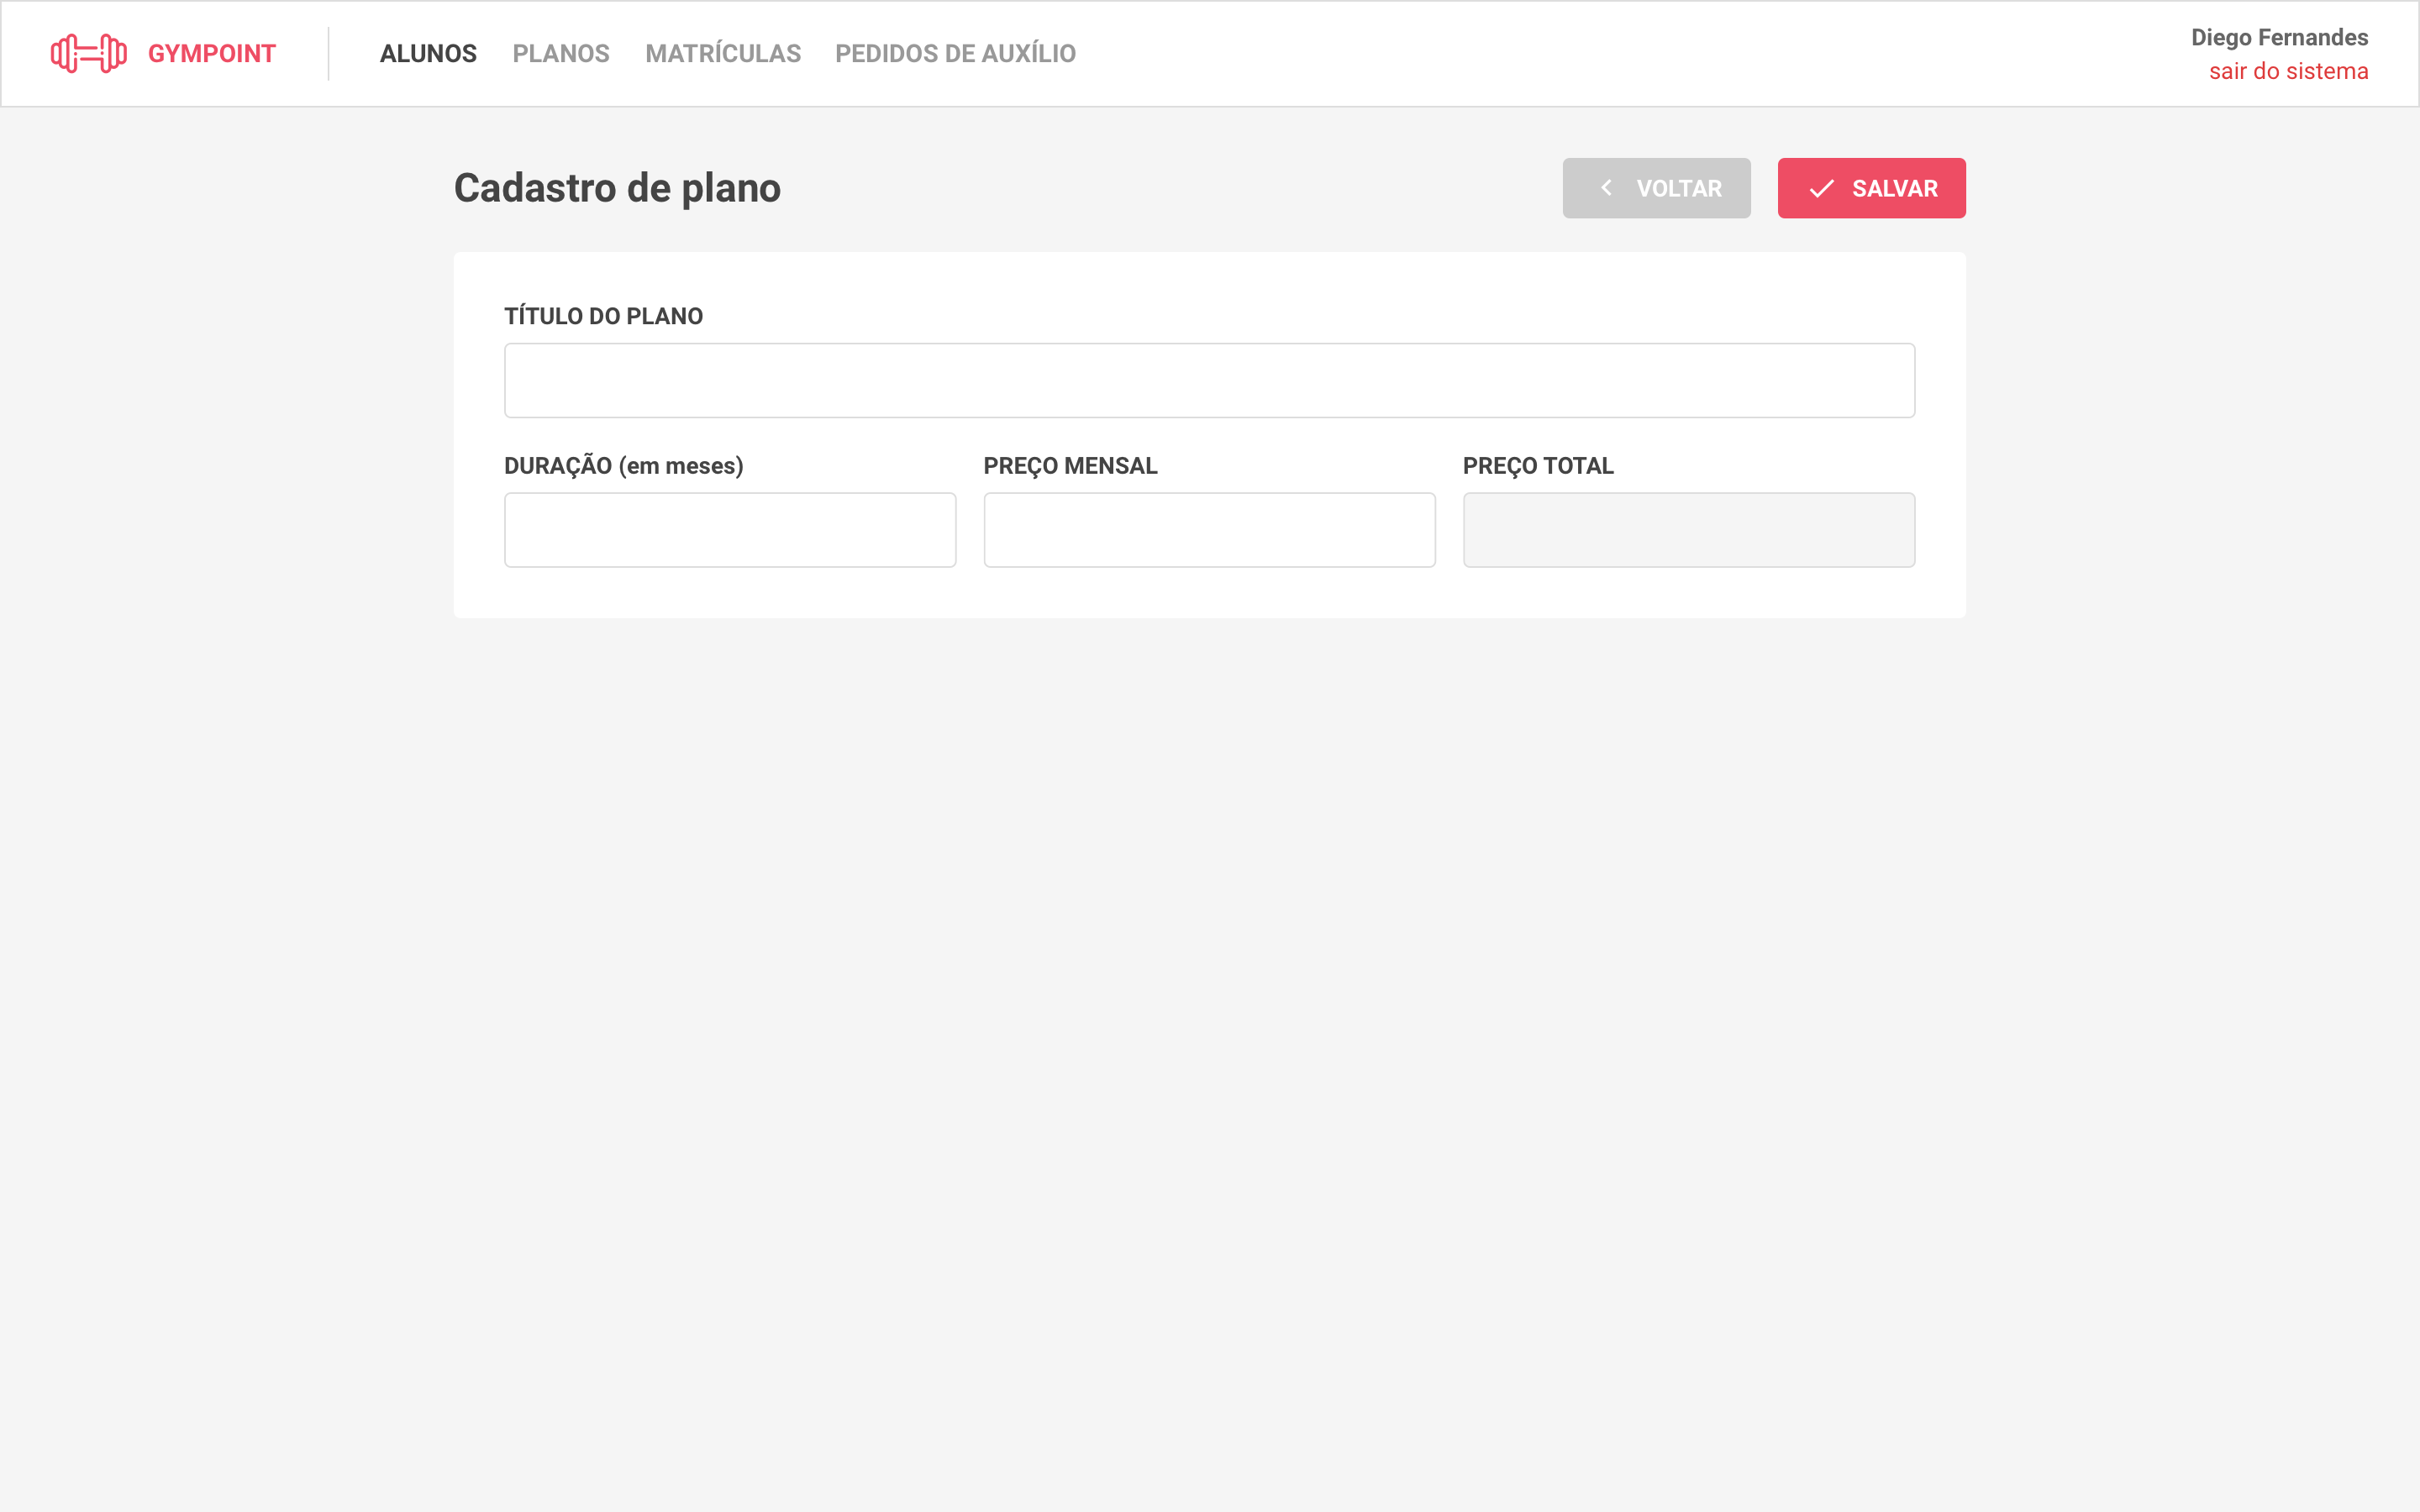 GYMPOINT ALUNOS PLANOS MATRÍCULAS PEDIDOS DE AUXÍLIO Diego Fernandes
sair do sistema
Cadastro de plano VOLTAR SALVAR
TÍTULO DO PLANO
DURAÇÃO (em meses) PREÇO MENSAL PREÇO TOTAL